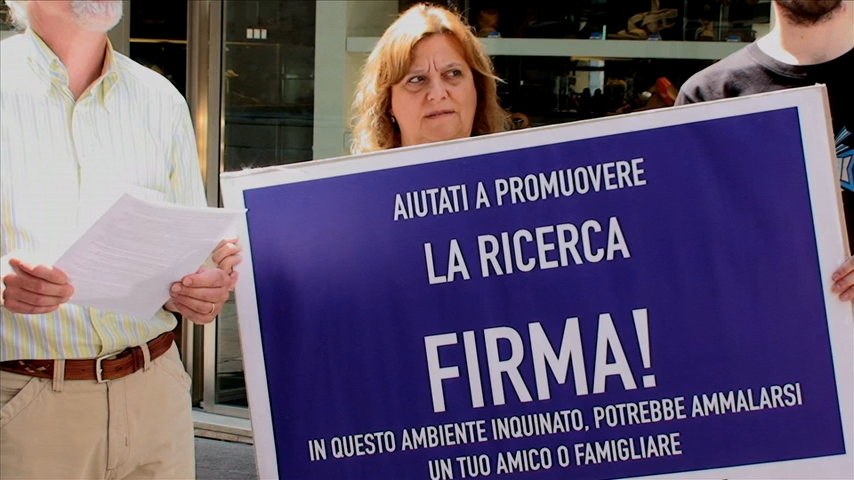 AIUTATI A PROMUOVERE
LA RICERCA
FIRMA!
IN QUESTO AMBIENTE INQUINATO, POTREBBE AMMALARSI
UN TUO AMICO O FAMIGLIARE